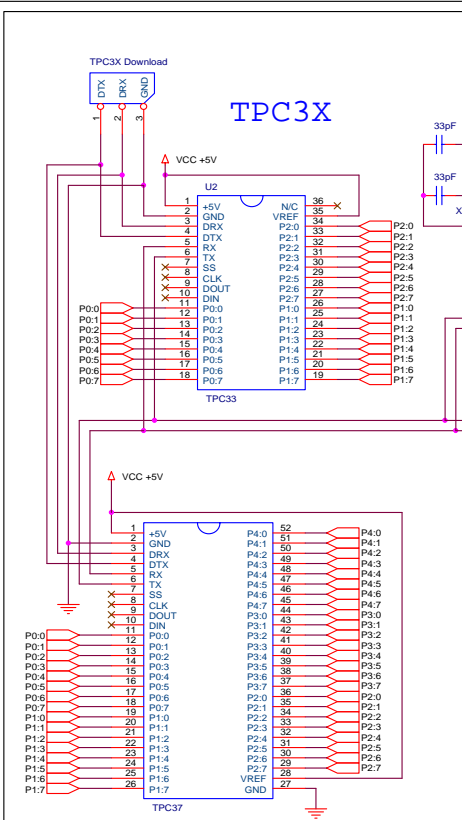 TPC3X Download
DTX
DRX
GND
1
2
3
TPC3X
33pF
33pF
X
VCC +5V
U2
1 +5V N/C 36
2 GND VREF 35
3 DRX P2:0 34 P2:0
4 DTX P2:1 33 P2:1
5 RX P2:2 32 P2:2
6 TX P2:3 31 P2:3
7 SS P2:4 30 P2:4
8 CLK P2:5 29 P2:5
9 DOUT P2:6 28 P2:6
10 DIN P2:7 27 P2:7
P0:0 11 P0:0 P1:0 26 P1:0
P0:1 12 P0:1 P1:1 25 P1:1
P0:2 13 P0:2 P1:2 24 P1:2
P0:3 14 P0:3 P1:3 23 P1:3
P0:4 15 P0:4 P1:4 22 P1:4
P0:5 16 P0:5 P1:5 21 P1:5
P0:6 17 P0:6 P1:6 20 P1:6
P0:7 18 P0:7 P1:7 19 P1:7
TPC33
VCC +5V
1 +5V P4:0 52 P4:0
2 GND P4:1 51 P4:1
3 DRX P4:2 50 P4:2
4 DTX P4:3 49 P4:3
5 RX P4:4 48 P4:4
6 TX P4:5 47 P4:5
7 SS P4:6 46 P4:6
8 CLK P4:7 45 P4:7
9 DOUT P3:0 44 P3:0
10 DIN P3:1 43 P3:1
P0:0 11 P0:0 P3:2 42 P3:2
P0:1 12 P0:1 P3:3 41 P3:3
P0:2 13 P0:2 P3:4 40 P3:4
P0:3 14 P0:3 P3:5 39 P3:5
P0:4 15 P0:4 P3:6 38 P3:6
P0:5 16 P0:5 P3:7 37 P3:7
P0:6 17 P0:6 P2:0 36 P2:0
P0:7 18 P0:7 P2:1 35 P2:1
P1:0 19 P1:0 P2:2 34 P2:2
P1:1 20 P1:1 P2:3 33 P2:3
P1:2 21 P1:2 P2:4 32 P2:4
P1:3 22 P1:3 P2:5 31 P2:5
P1:4 23 P1:4 P2:6 30 P2:6
P1:5 24 P1:5 P2:7 29 P2:7
P1:6 25 P1:6 VREF 28
P1:7 26 P1:7 GND 27
TPC37